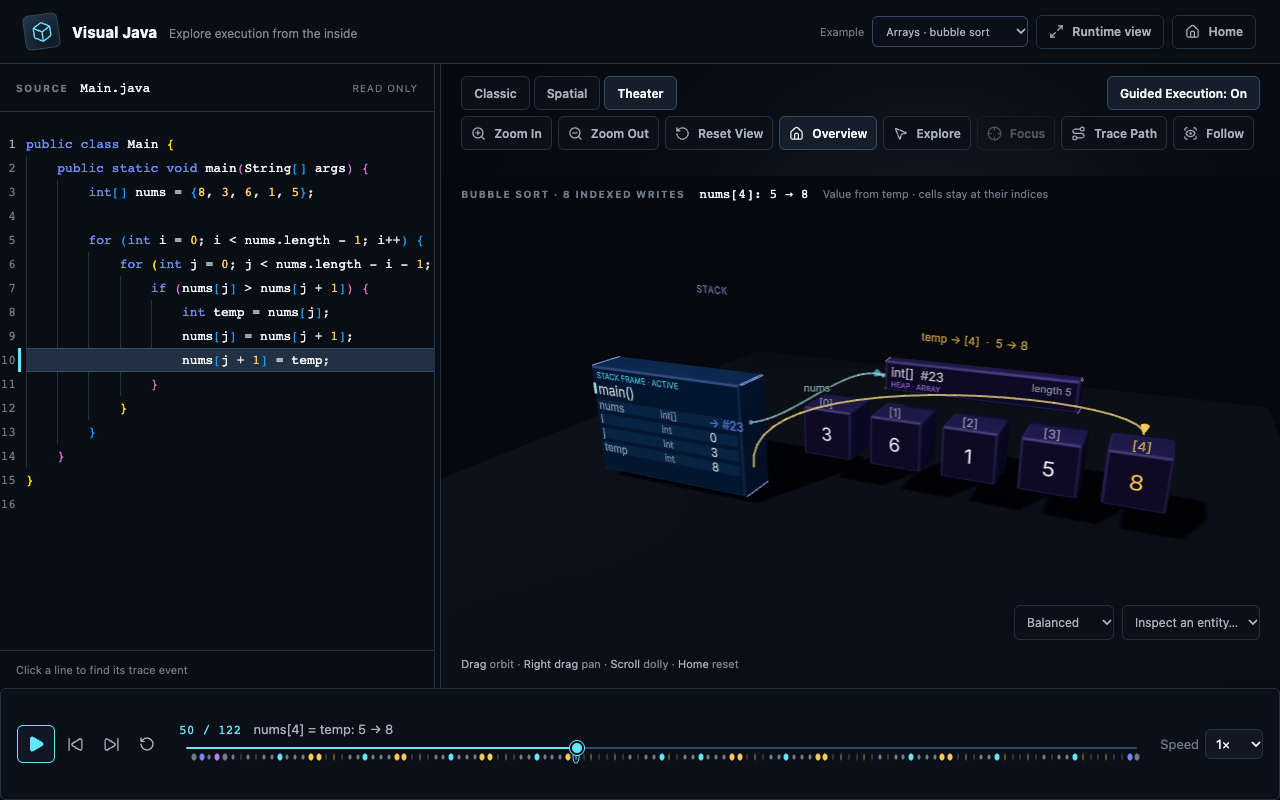 Visual Java Explore execution from the inside
Example Arrays · bubble sort Runtime view Home
SOURCE Main.java READ ONLY
1 public class Main {
2 public static void main(String[] args) {
3 int[] nums = {8, 3, 6, 1, 5};
4
5 for (int i = 0; i < nums.length - 1; i++) {
6 for (int j = 0; j < nums.length - i - 1;
7 if (nums[j] > nums[j + 1]) {
8 int temp = nums[j];
9 nums[j] = nums[j + 1];
10 nums[j + 1] = temp;
11 }
12 }
13 }
14 }
15 }
16
Click a line to find its trace event
Classic Spatial Theater Guided Execution: On
Zoom In Zoom Out Reset View Overview Explore Focus Trace Path Follow
BUBBLE SORT · 8 INDEXED WRITES nums[4]: 5 → 8 Value from temp · cells stay at their indices
STACK
temp → [4] · 5 → 8
STACK FRAME · ACTIVE
main()
nums int[] → #23
i int 0
j int 3
temp int 8
nums
int[] #23 length 5
HEAP · ARRAY
[0] [1] [2] [3] [4]
3 6 1 5 8
Balanced Inspect an entity...
Drag orbit · Right drag pan · Scroll dolly · Home reset
50 / 122 nums[4] = temp: 5 → 8
Speed 1×